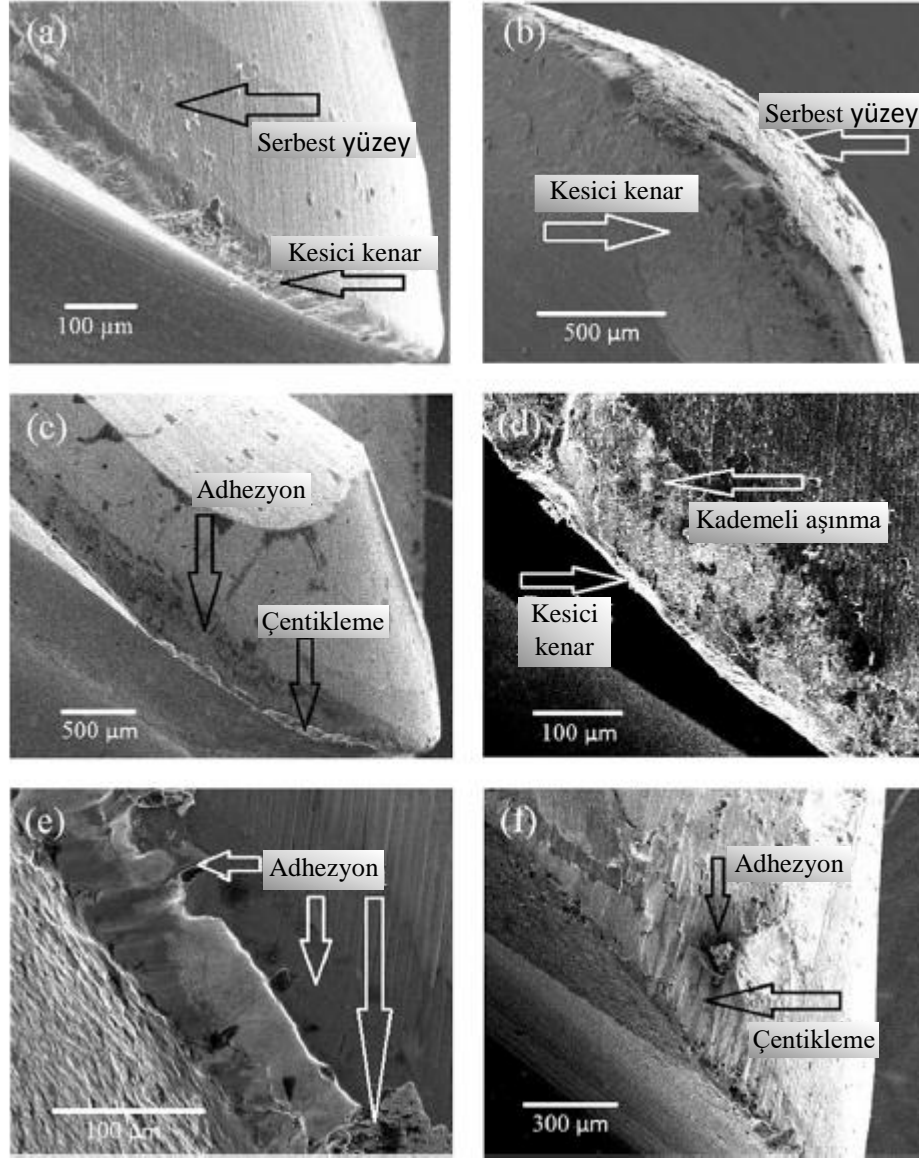 (a)
Serbest yüzey
Kesici kenar
100 µm
(b)
Serbest yüzey
Kesici kenar
500 µm
(c)
Adhezyon
Çentikleme
500 µm
(d)
Kademeli aşınma
Kesici
kenar
100 µm
(e)
Adhezyon
100 µm
(f)
Adhezyon
Çentikleme
300 µm